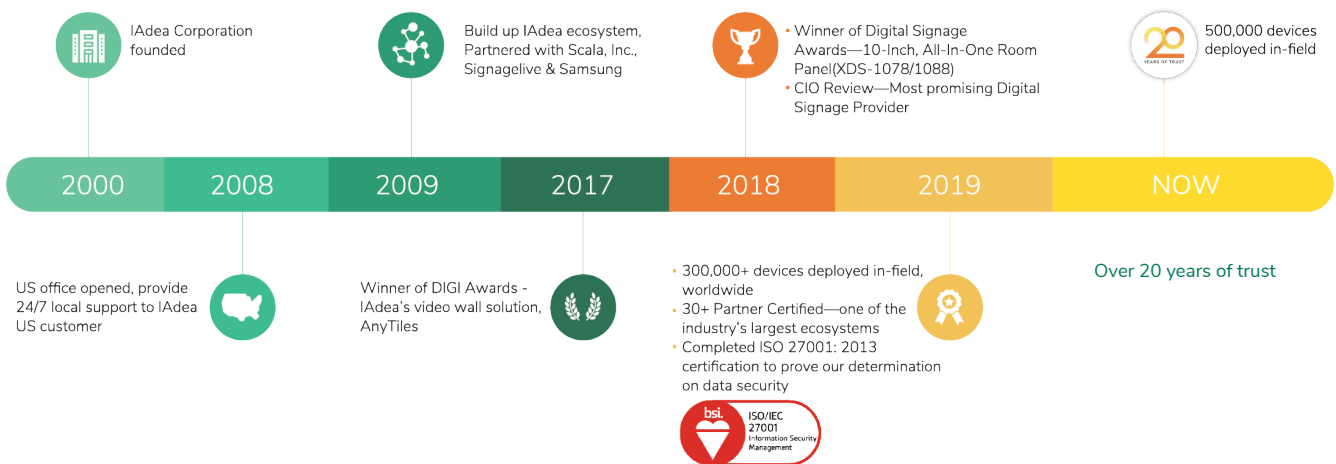 IAdea Corporation
founded
Build up IAdea ecosystem,
Partnered with Scala, Inc.,
Signagelive & Samsung
• Winner of Digital Signage
Awards—10-Inch, All-In-One Room
Panel(XDS-1078/1088)
• CIO Review—Most promising Digital
Signage Provider
20
YEARS OF TRUST
500,000 devices
deployed in-field
2000
2008
2009
2017
2018
2019
NOW
US office opened, provide
24/7 local support to IAdea
US customer
Winner of DIGI Awards -
IAdea's video wall solution,
AnyTiles
• 300,000+ devices deployed in-field,
worldwide
• 30+ Partner Certified—one of the
industry's largest ecosystems
• Completed ISO 27001: 2013
certification to prove our determination
on data security
Over 20 years of trust
bsi.
ISO/IEC
27001
Information Security
Management